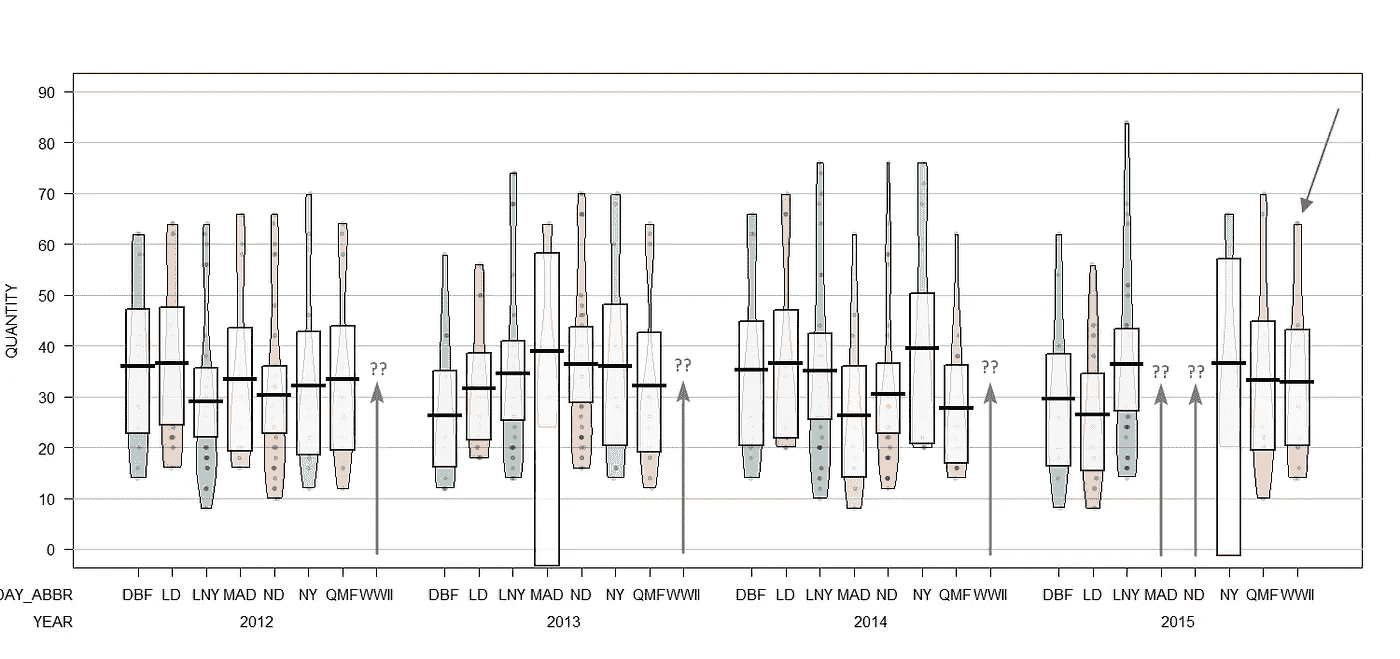 90
80
70
60
50
40
30
20
10
0
QUANTITY
?? ?? ?? ?? ??
DAY_ABBR DBF LD LNY MAD ND NY QMF WWII DBF LD LNY MAD ND NY QMF WWII DBF LD LNY MAD ND NY QMF WWII DBF LD LNY MAD ND NY QMF WWII
YEAR 2012 2013 2014 2015